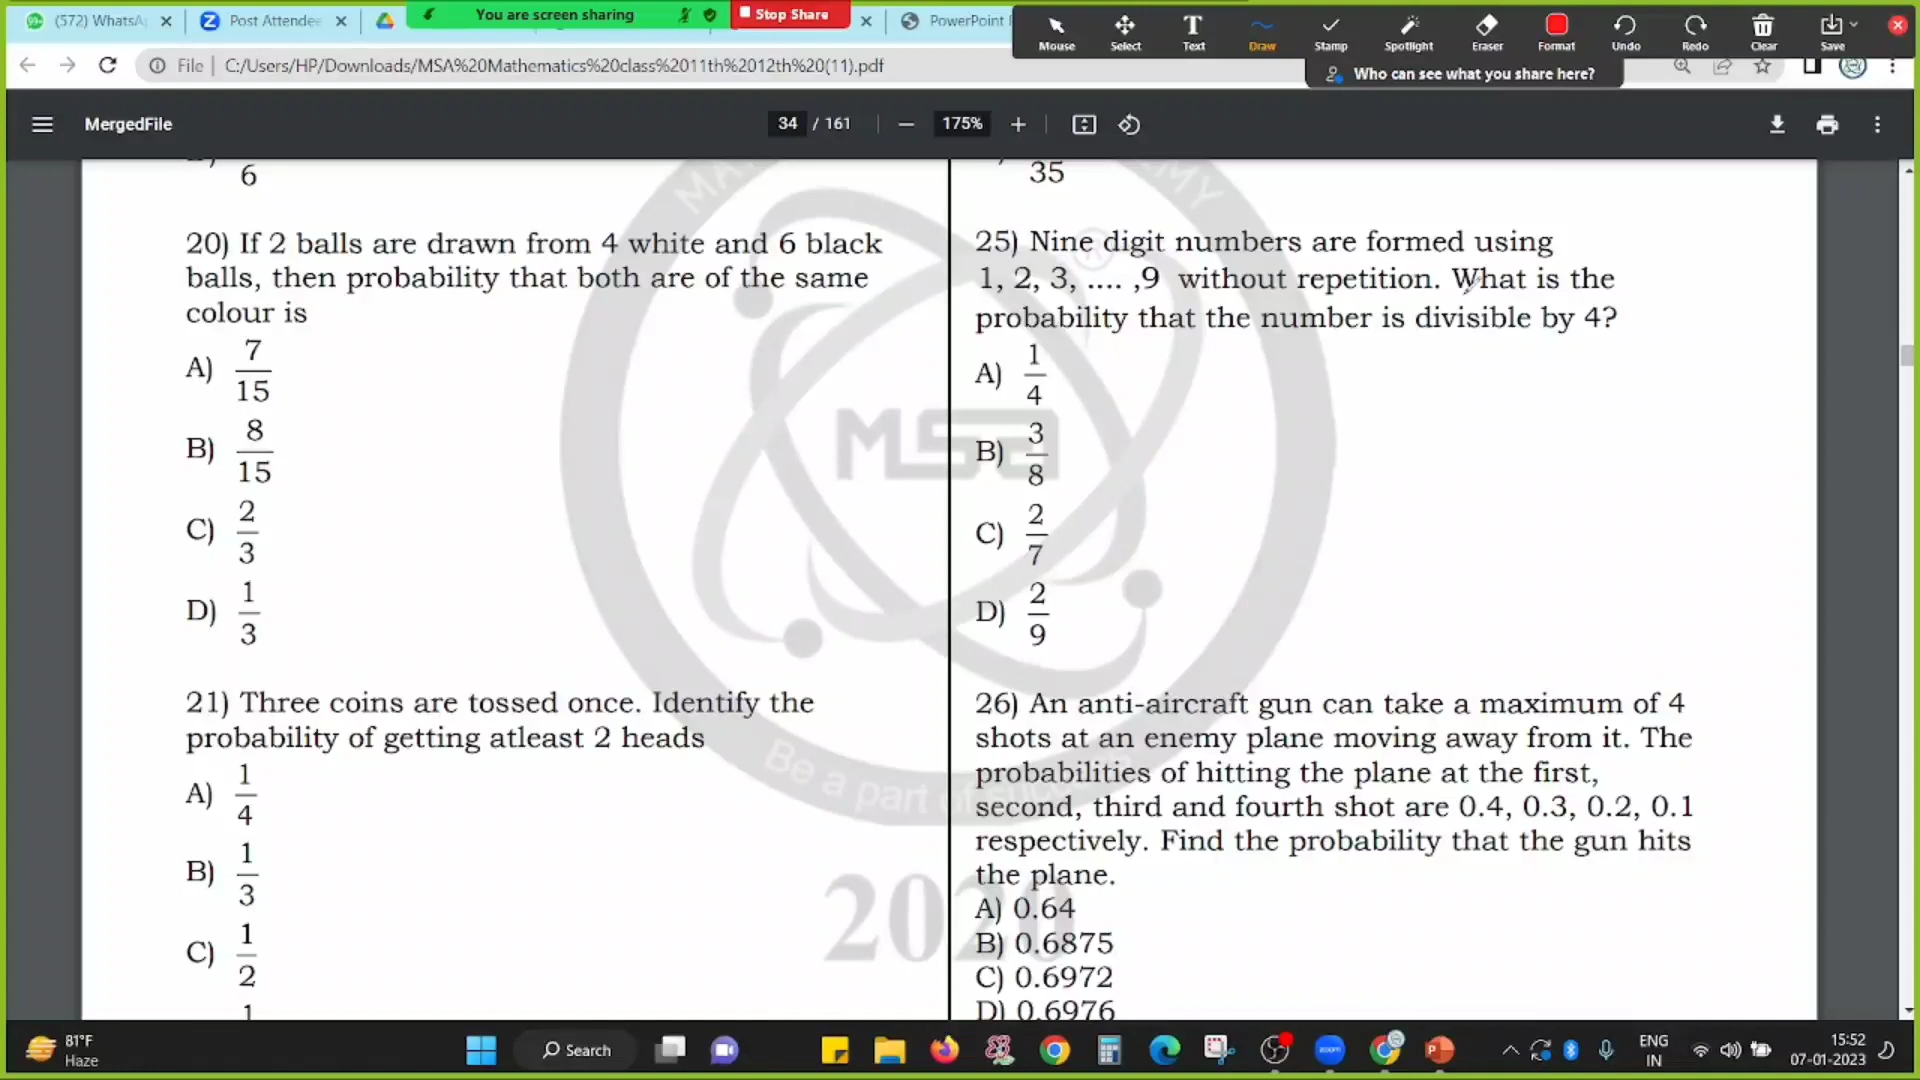 (572) WhatsA
Post Attendee
You are screen sharing
Stop Share
PowerPoint
Mouse
Select
Text
Draw
Stamp
Spotlight
Eraser
Format
Undo
Redo
Clear
Save
File
C:/Users/HP/Downloads/MSA%20Mathematics%20class%2011th%2012th%20(11).pdf
Who can see what you share here?
MergedFile
34 / 161
175%
6
20) If 2 balls are drawn from 4 white and 6 black
balls, then probability that both are of the same
colour is
A) 7/15
B) 8/15
C) 2/3
D) 1/3
21) Three coins are tossed once. Identify the
probability of getting atleast 2 heads
A) 1/4
B) 1/3
C) 1/2
1
35
25) Nine digit numbers are formed using
1, 2, 3, .... ,9 without repetition. What is the
probability that the number is divisible by 4?
A) 1/4
B) 3/8
C) 2/7
D) 2/9
26) An anti-aircraft gun can take a maximum of 4
shots at an enemy plane moving away from it. The
probabilities of hitting the plane at the first,
second, third and fourth shot are 0.4, 0.3, 0.2, 0.1
respectively. Find the probability that the gun hits
the plane.
A) 0.64
B) 0.6875
C) 0.6972
D) 0.6976
MSA
Be a part of
2020
81°F
Haze
Search
zoom
ENG
IN
15:52
07-01-2023